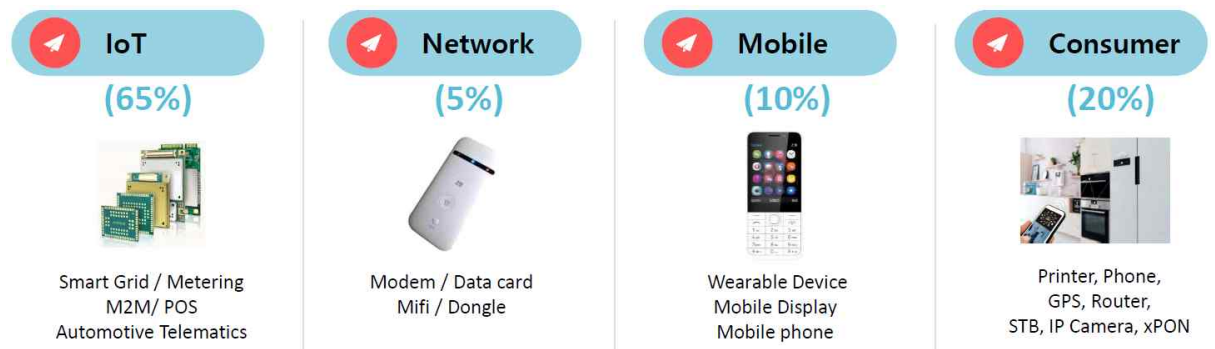 IoT
(65%)
Smart Grid / Metering
M2M/ POS
Automotive Telematics
Network
(5%)
Modem / Data card
Mifi / Dongle
Mobile
(10%)
Wearable Device
Mobile Display
Mobile phone
Consumer
(20%)
Printer, Phone,
GPS, Router,
STB, IP Camera, xPON